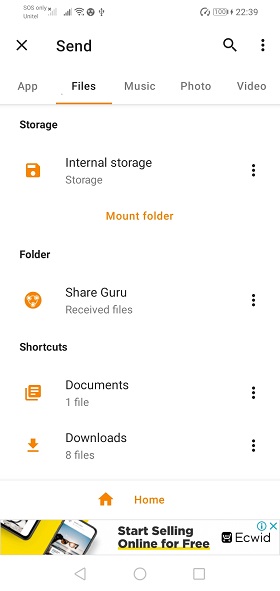 SOS only
Unitel
100
22:39
Send
App Files Music Photo Video
Storage
Internal storage
Storage
Mount folder
Folder
Share Guru
Received files
Shortcuts
Documents
1 file
Downloads
8 files
Home
Start Selling
Online for Free
Ecwid